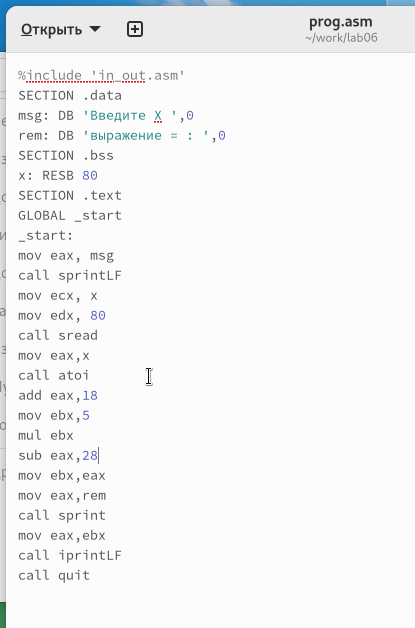 Открыть
prog.asm
~/work/lab06
%include 'in_out.asm'
SECTION .data
msg: DB 'Введите X ',0
rem: DB 'выражение = : ',0
SECTION .bss
x: RESB 80
SECTION .text
GLOBAL _start
_start:
mov eax, msg
call sprintLF
mov ecx, x
mov edx, 80
call sread
mov eax,x
call atoi
add eax,18
mov ebx,5
mul ebx
sub eax,28
mov ebx,eax
mov eax,rem
call sprint
mov eax,ebx
call iprintLF
call quit